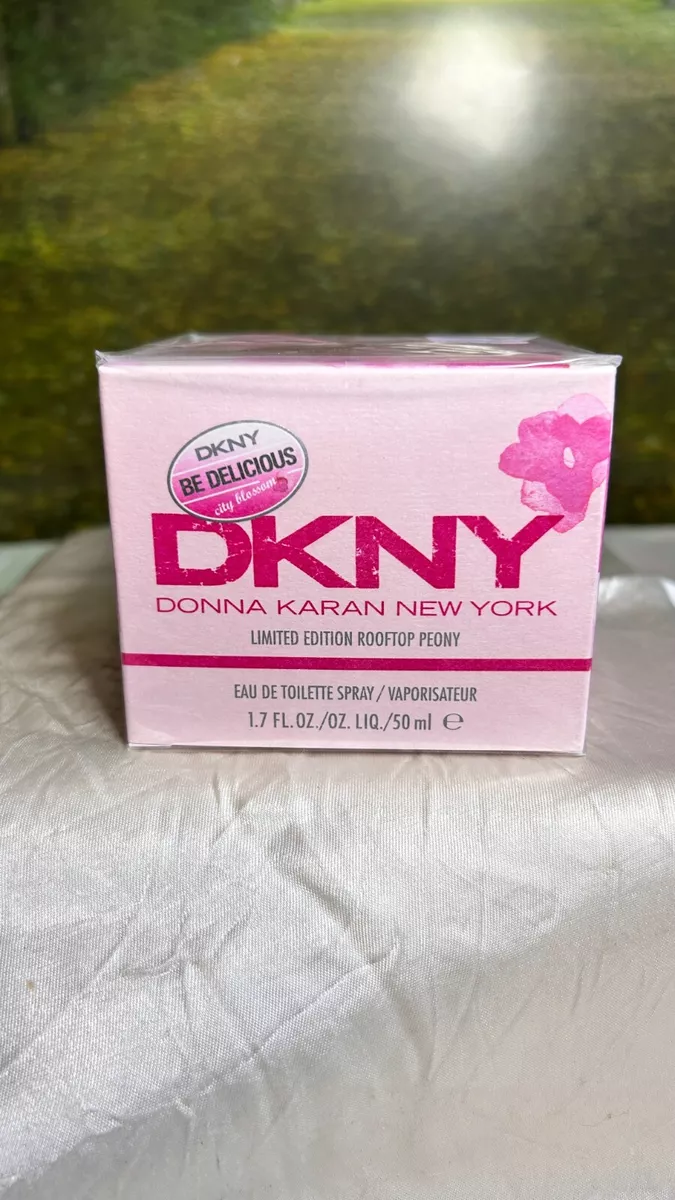 DKNY
BE DELICIOUS
city blossom
DKNY
DONNA KARAN NEW YORK
LIMITED EDITION ROOFTOP PEONY
EAU DE TOILETTE SPRAY / VAPORISATEUR
1.7 FL.OZ./OZ. LIQ./50 ml ℮